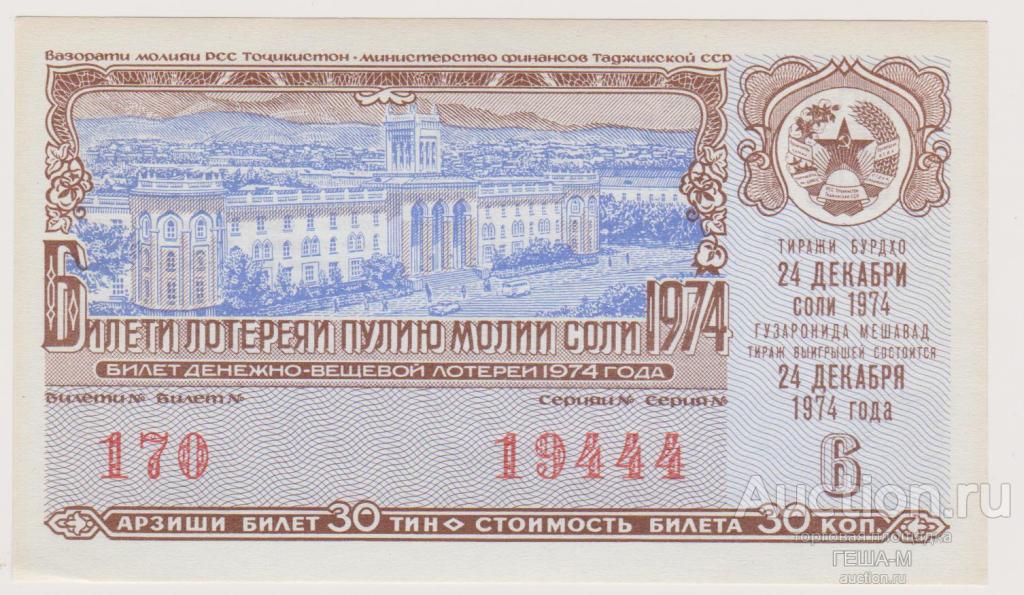 Вазорати молияи РСС Тоҷикистон · министерство финансов Таджикской ССР
Билети лотереяи пулию молии соли 1974
БИЛЕТ ДЕНЕЖНО-ВЕЩЕВОЙ ЛОТЕРЕИ 1974 ГОДА
Билети № Билет №
Серияи № Серия №
170
19444
АРЗИШИ БИЛЕТ 30 ТИН СТОИМОСТЬ БИЛЕТА 30 КОП.
ТИРАЖИ БУРДҲО
24 ДЕКАБРИ
СОЛИ 1974
ГУЗАРОНИДА МЕШАВАД
ТИРАЖ ВЫИГРЫШЕЙ СОСТОИТСЯ
24 ДЕКАБРЯ
1974 года
6
Auction.ru
торговая площадка
ГЕША-М
auction.ru